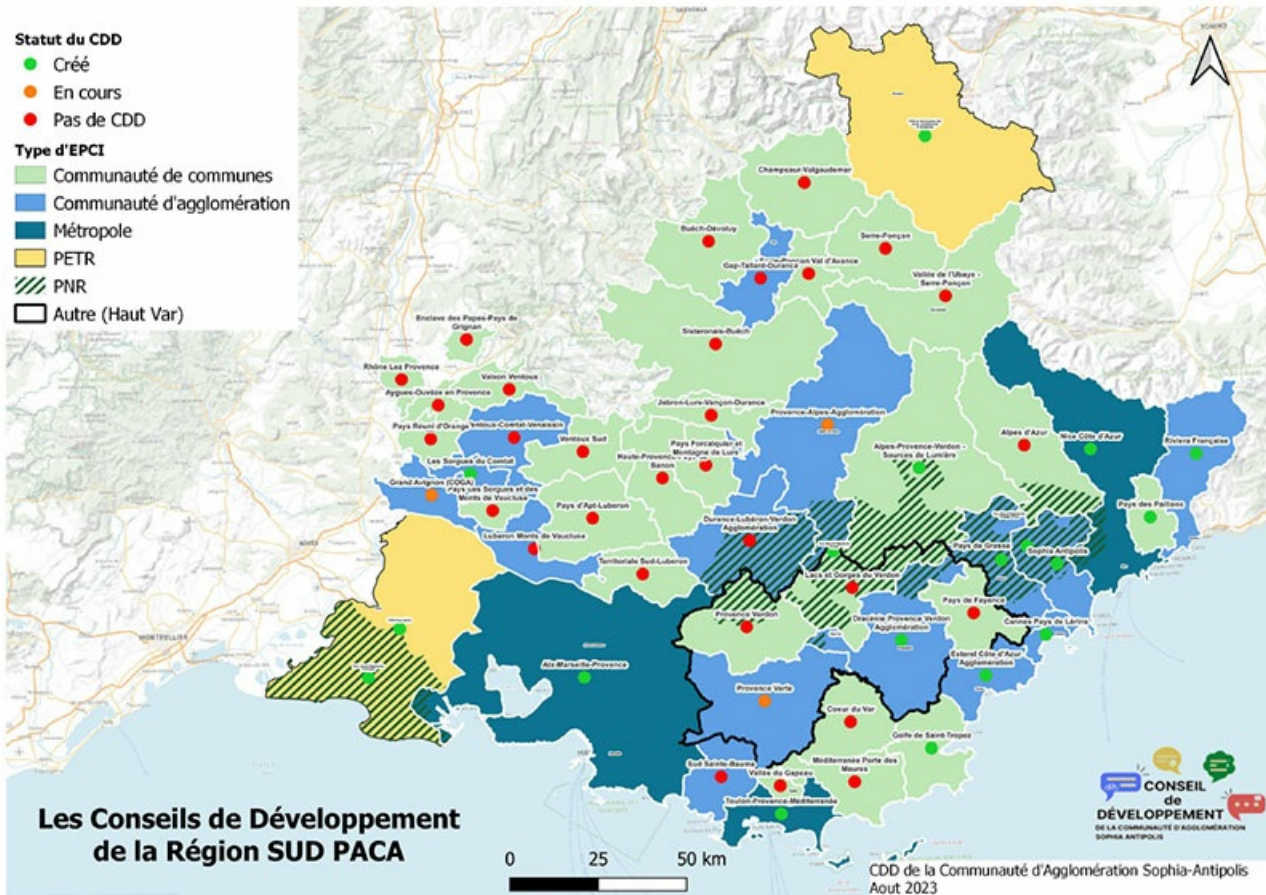 Statut du CDD
Créé
En cours
Pas de CDD
Type d'EPCI
Communauté de communes
Communauté d'agglomération
Métropole
PETR
PNR
Autre (Haut Var)
Champsaur-Valgaudemar
Buëch-Dévoluy
Serre-Ponçon
Val d'Avance
Gap-Tallard-Durance
Vallée de l'Ubaye -
Serre-Ponçon
Enclave des Papes-Pays de
Grignan
Sisteronais-Buëch
Rhône Lez Provence
Vaison Ventoux
Aygues-Ouvèze en Provence
Jabron-Lure-Vançon-Durance
Provence-Alpes-Agglomération
Pays Réuni d'Orange
Ventoux-Comtat-Venaissin
Ventoux Sud
Pays Forcalquier et
Montagne de Lure
Haute-Provence
Banon
Alpes-Provence-Verdon -
Sources de Lumière
Alpes d'Azur
Nice Côte d'Azur
Riviera Française
Les Sorgues du Comtat
Grand Avignon (COGA)
Pays Les Sorgues et des
Monts de Vaucluse
Pays d'Apt-Luberon
Pays des Paillons
Luberon Monts de Vaucluse
Durance-Lubéron-Verdon
Agglomération
Pays de Grasse
Sophia Antipolis
Territoriale Sud-Luberon
Lacs et Gorges du Verdon
Provence Verdon
Dracénie Provence Verdon
Agglomération
Pays de Fayence
Cannes Pays de Lérins
Esterel Côte d'Azur
Agglomération
Aix-Marseille-Provence
Provence Verte
Coeur du Var
Golfe de Saint-Tropez
Sud Sainte-Baume
Vallée du Gapeau
Méditerranée Porte des
Maures
Toulon-Provence-Méditerranée
MONTPELLIER
Les Conseils de Développement
de la Région SUD PACA
0 25 50 km
CONSEIL
de
DÉVELOPPEMENT
DE LA COMMUNAUTÉ D'AGGLOMÉRATION
SOPHIA ANTIPOLIS
CDD de la Communauté d'Agglomération Sophia-Antipolis
Aout 2023